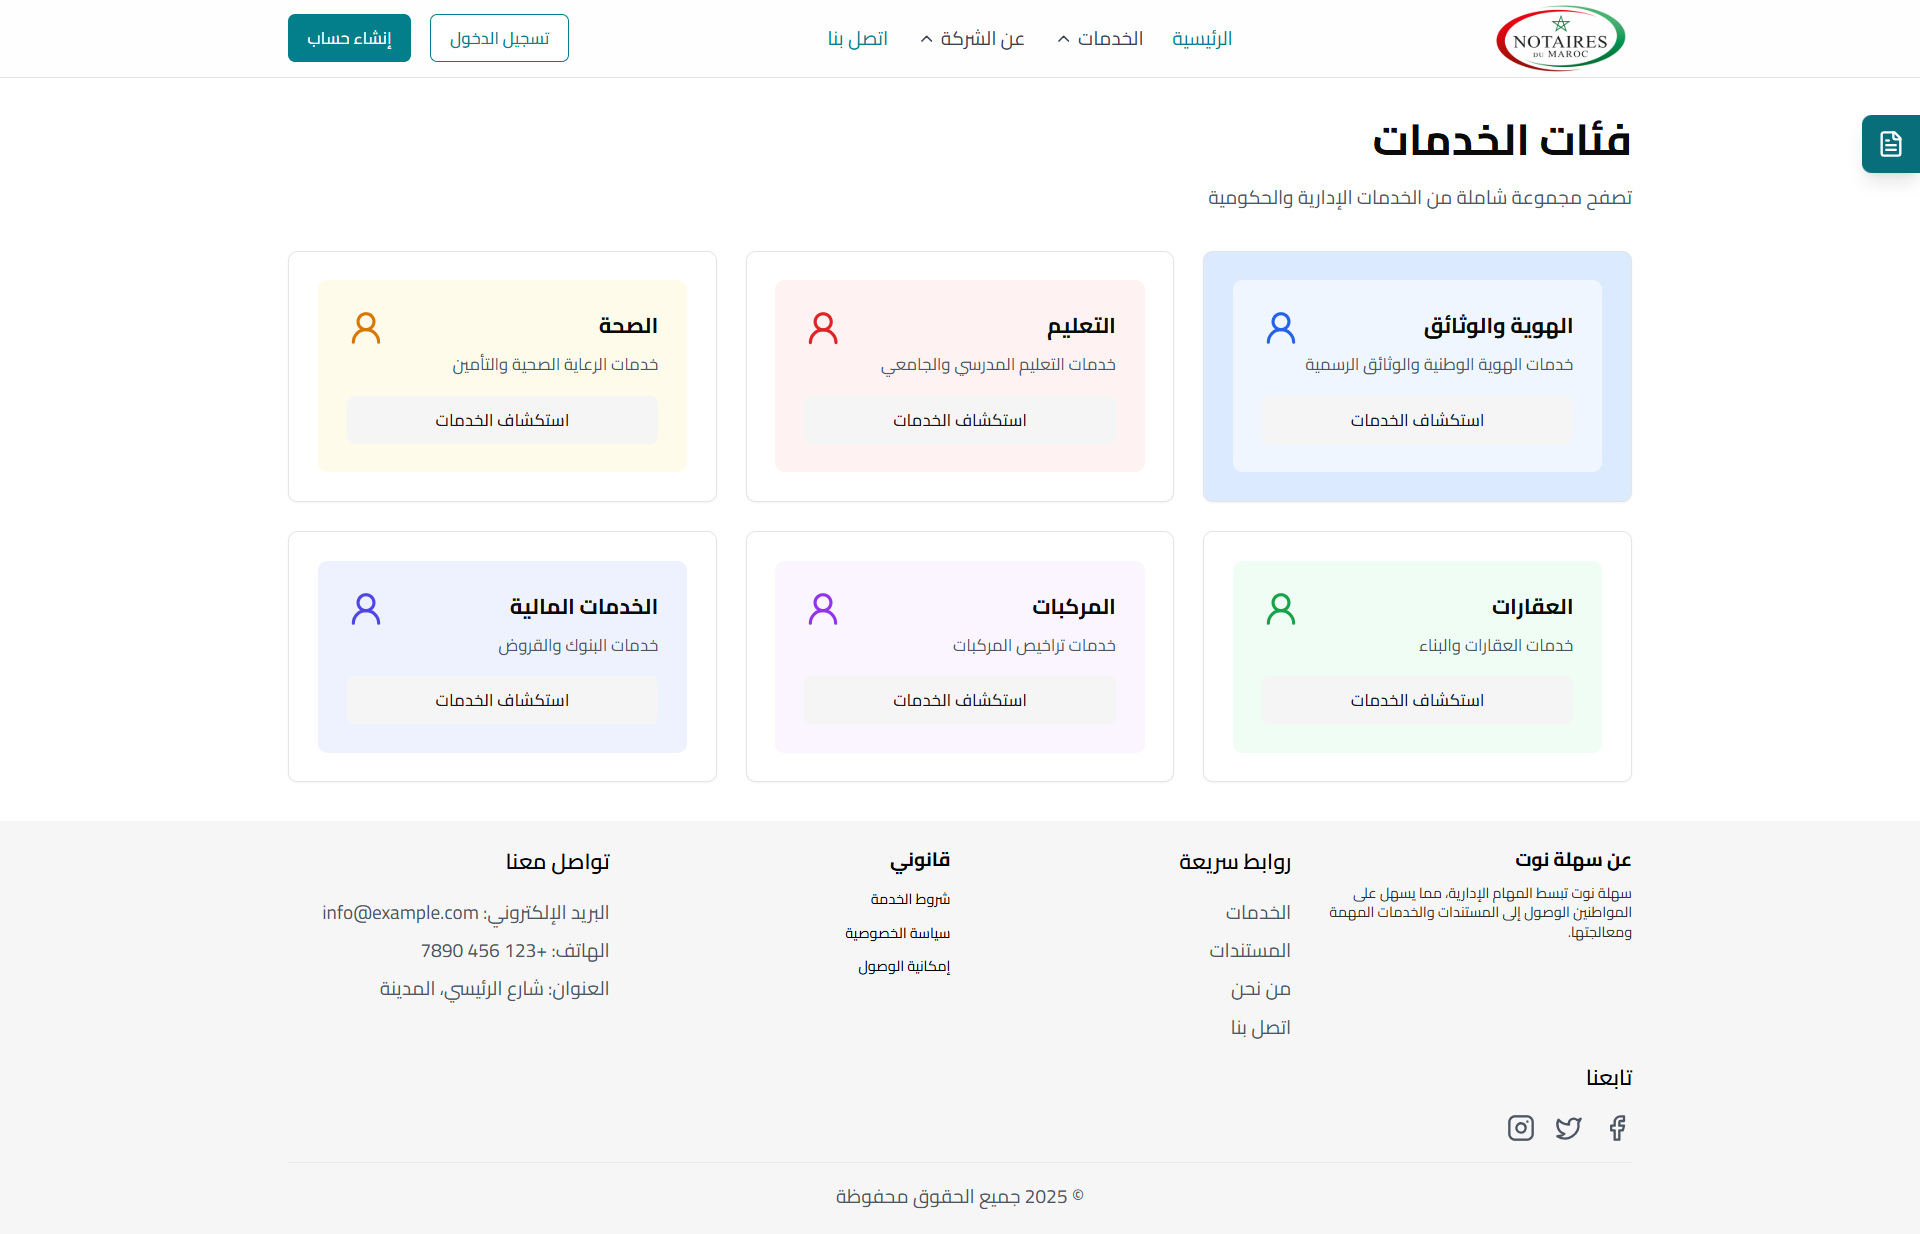 NOTAIRES
DU MAROC
الرئيسية
الخدمات
عن الشركة
اتصل بنا
تسجيل الدخول
إنشاء حساب
فئات الخدمات
تصفح مجموعة شاملة من الخدمات الإدارية والحكومية
الهوية والوثائق
خدمات الهوية الوطنية والوثائق الرسمية
استكشاف الخدمات
التعليم
خدمات التعليم المدرسي والجامعي
استكشاف الخدمات
الصحة
خدمات الرعاية الصحية والتأمين
استكشاف الخدمات
العقارات
خدمات العقارات والبناء
استكشاف الخدمات
المركبات
خدمات تراخيص المركبات
استكشاف الخدمات
الخدمات المالية
خدمات البنوك والقروض
استكشاف الخدمات
عن سهلة نوت
سهلة نوت تبسط المهام الإدارية، مما يسهل على
المواطنين الوصول إلى المستندات والخدمات المهمة
ومعالجتها.
روابط سريعة
الخدمات
المستندات
من نحن
اتصل بنا
قانوني
شروط الخدمة
سياسة الخصوصية
إمكانية الوصول
تواصل معنا
البريد الإلكتروني: info@example.com
الهاتف: +123 456 7890
العنوان: شارع الرئيسي، المدينة
تابعنا
© 2025 جميع الحقوق محفوظة